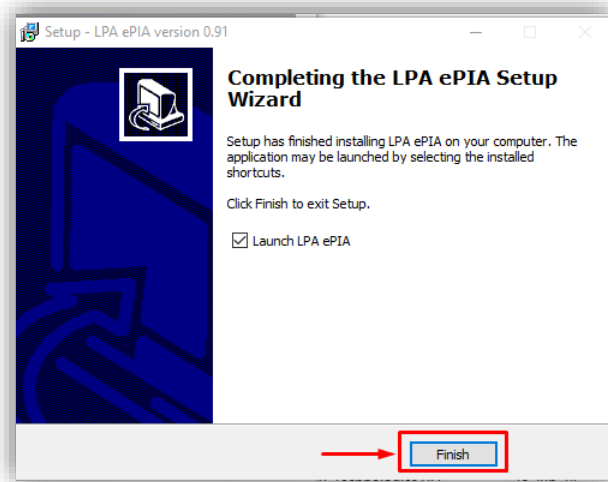 Setup - LPA ePIA version 0.91
Completing the LPA ePIA Setup
Wizard
Setup has finished installing LPA ePIA on your computer. The
application may be launched by selecting the installed
shortcuts.
Click Finish to exit Setup.
Launch LPA ePIA
Finish